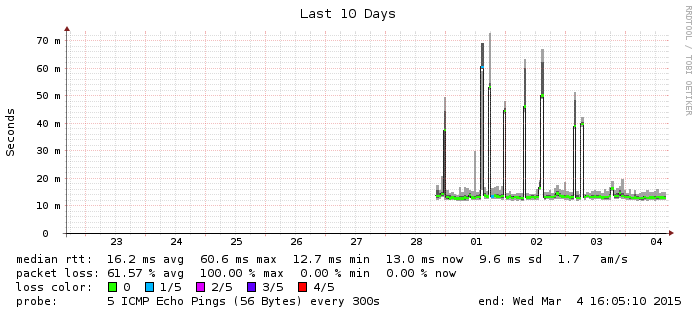 Last 10 Days
RRDTOOL / TOBI OETIKER
Seconds
70 m
60 m
50 m
40 m
30 m
20 m
10 m
0
23 24 25 26 27 28 01 02 03 04
median rtt: 16.2 ms avg 60.6 ms max 12.7 ms min 13.0 ms now 9.6 ms sd 1.7 am/s
packet loss: 61.57 % avg 100.00 % max 0.00 % min 0.00 % now
loss color: 0 1/5 2/5 3/5 4/5
probe: 5 ICMP Echo Pings (56 Bytes) every 300s end: Wed Mar 4 16:05:10 2015